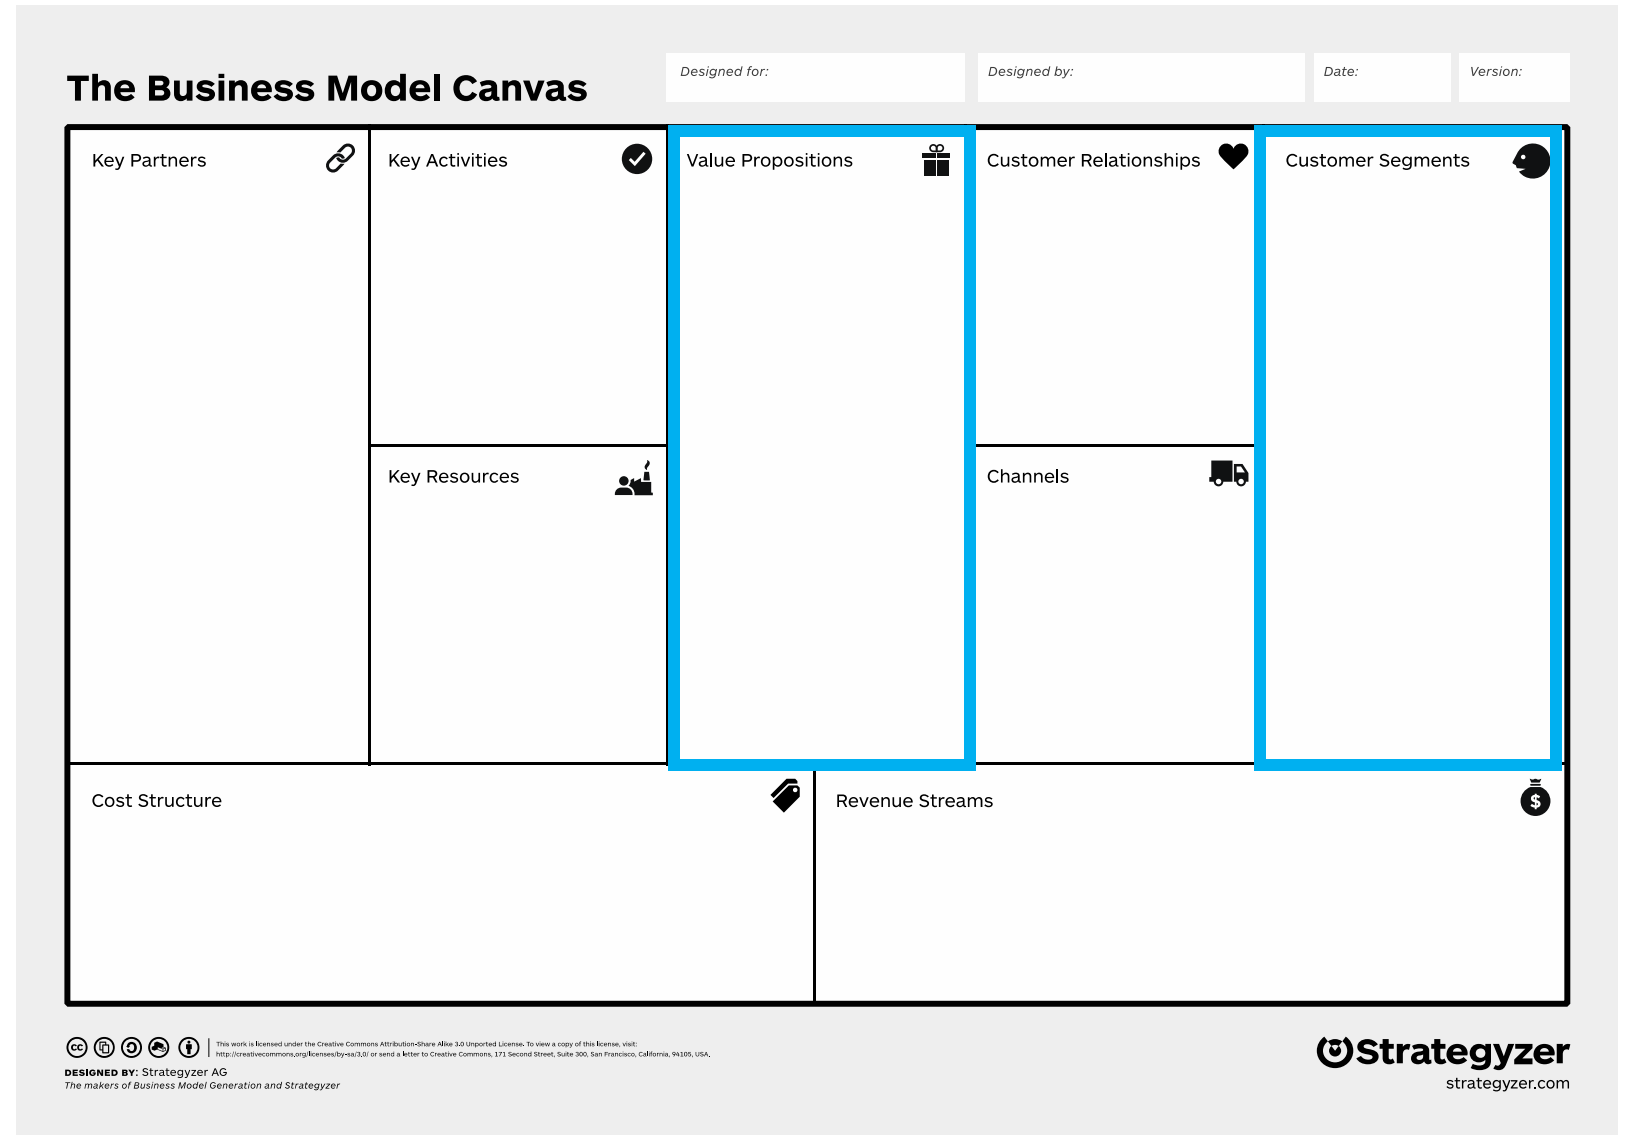 The Business Model Canvas
Designed for:
Designed by:
Date:
Version:
Key Partners
Key Activities
Value Propositions
Customer Relationships
Customer Segments
Key Resources
Channels
Cost Structure
Revenue Streams
$
cc
This work is licensed under the Creative Commons Attribution-Share Alike 3.0 Unported License. To view a copy of this license, visit:
http://creativecommons.org/licenses/by-sa/3.0/ or send a letter to Creative Commons, 171 Second Street, Suite 300, San Francisco, California, 94105, USA.
DESIGNED BY: Strategyzer AG
The makers of Business Model Generation and Strategyzer
Strategyzer
strategyzer.com